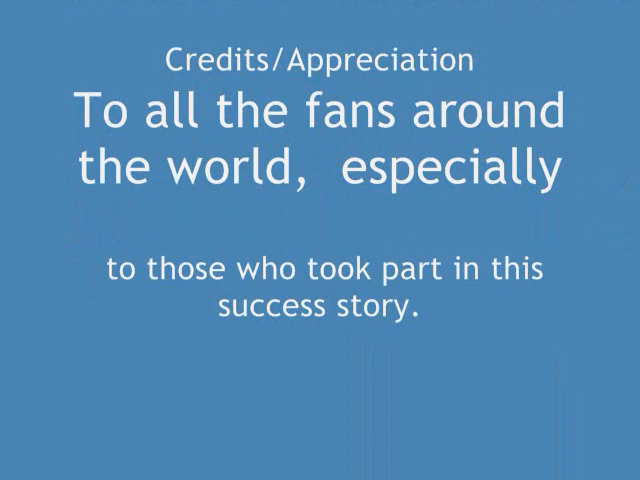 Credits/Appreciation
To all the fans around
the world,  especially
to those who took part in this
success story.